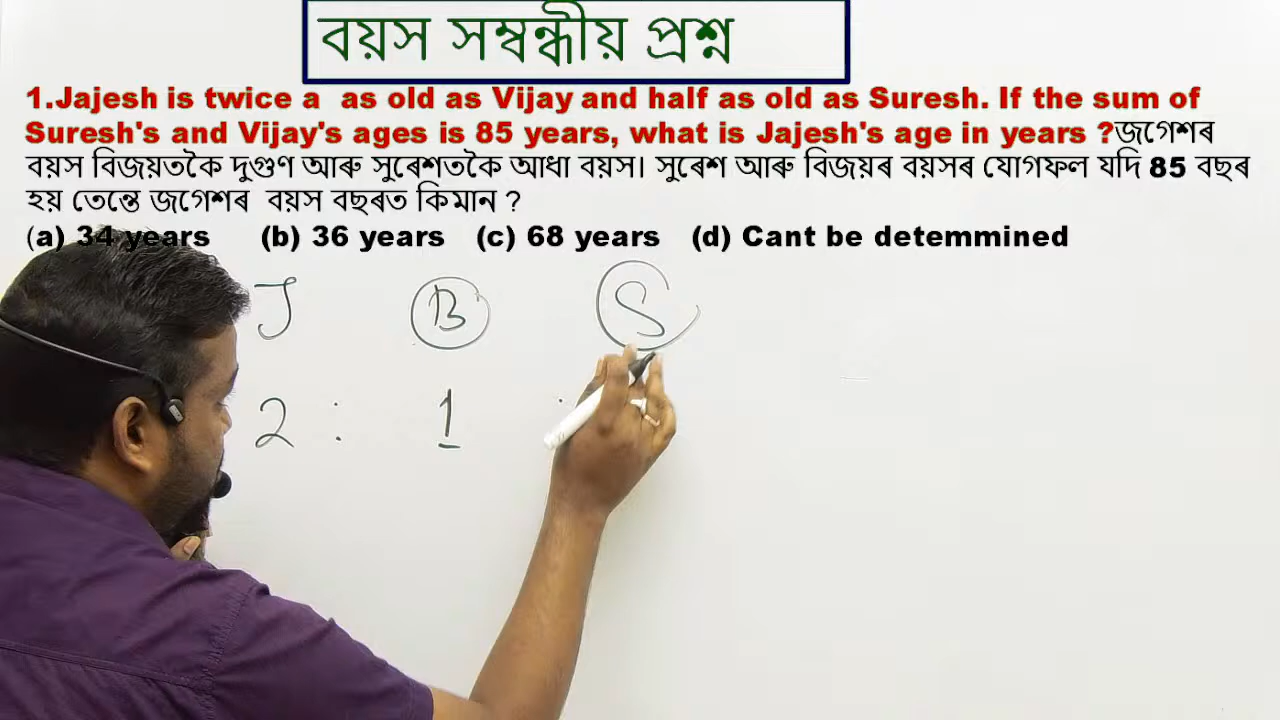 বয়স সম্বন্ধীয় প্ৰশ্ন
1.Jajesh is twice a as old as Vijay and half as old as Suresh. If the sum of
Suresh's and Vijay's ages is 85 years, what is Jajesh's age in years ?জগেশৰ
বয়স বিজয়তকৈ দুগুণ আৰু সুৰেশতকৈ আধা বয়স। সুৰেশ আৰু বিজয়ৰ বয়সৰ যোগফল যদি 85 বছৰ
হয় তেন্তে জগেশৰ বয়স বছৰত কিমান ?
(a) 34 years (b) 36 years (c) 68 years (d) Cant be detemmined
J B S
2 : 1 :